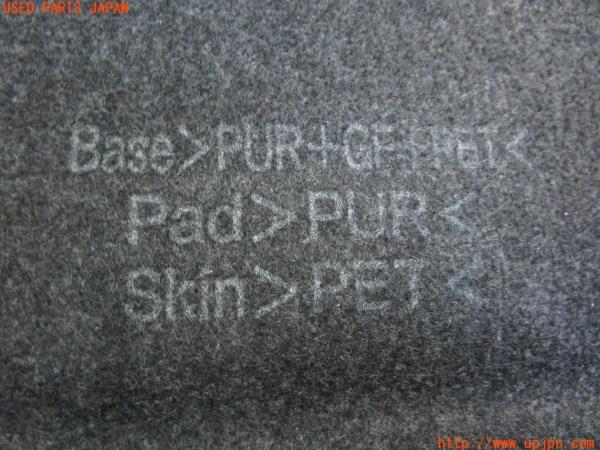 USED PARTS JAPAN
Base>PUR+GF+PET<
Pad>PUR<
Skin>PET<
http://www.upjpn.com